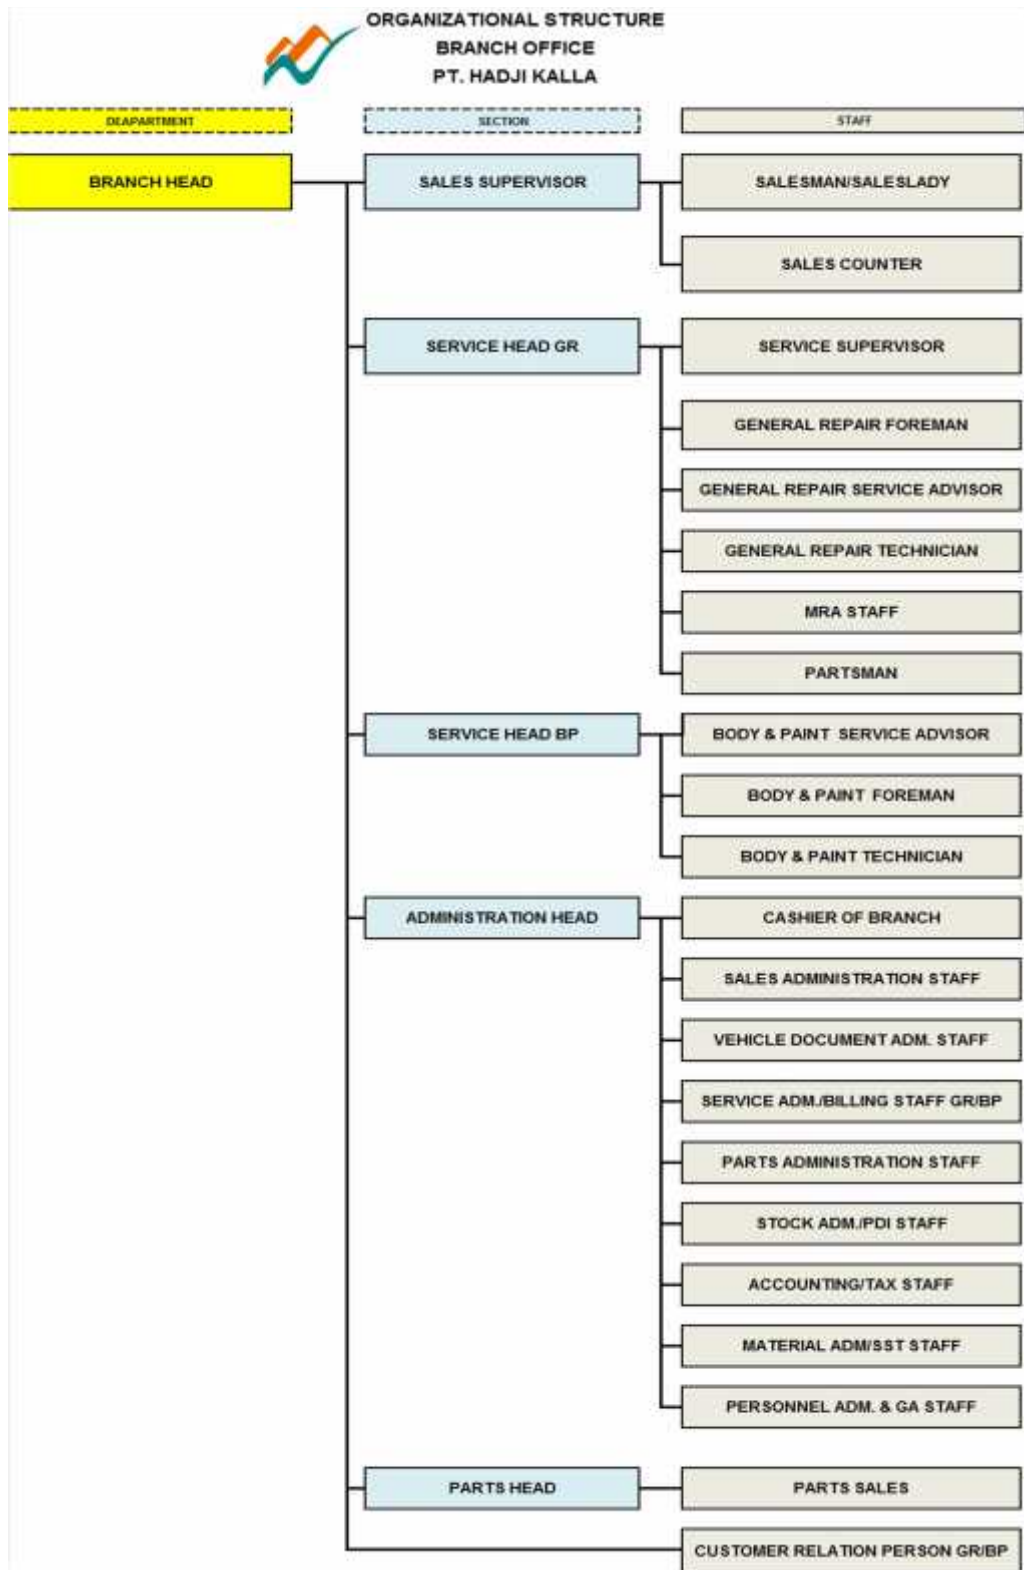 ORGANIZATIONAL STRUCTURE
BRANCH OFFICE
PT. HADJI KALLA
DEAPARTMENT
SECTION
STAFF
BRANCH HEAD
SALES SUPERVISOR
SALESMAN/SALESLADY
SALES COUNTER
SERVICE HEAD GR
SERVICE SUPERVISOR
GENERAL REPAIR FOREMAN
GENERAL REPAIR SERVICE ADVISOR
GENERAL REPAIR TECHNICIAN
MRA STAFF
PARTSMAN
SERVICE HEAD BP
BODY & PAINT SERVICE ADVISOR
BODY & PAINT FOREMAN
BODY & PAINT TECHNICIAN
ADMINISTRATION HEAD
CASHIER OF BRANCH
SALES ADMINISTRATION STAFF
VEHICLE DOCUMENT ADM. STAFF
SERVICE ADM./BILLING STAFF GR/BP
PARTS ADMINISTRATION STAFF
STOCK ADM./PDI STAFF
ACCOUNTING/TAX STAFF
MATERIAL ADM/SST STAFF
PERSONNEL ADM. & GA STAFF
PARTS HEAD
PARTS SALES
CUSTOMER RELATION PERSON GR/BP